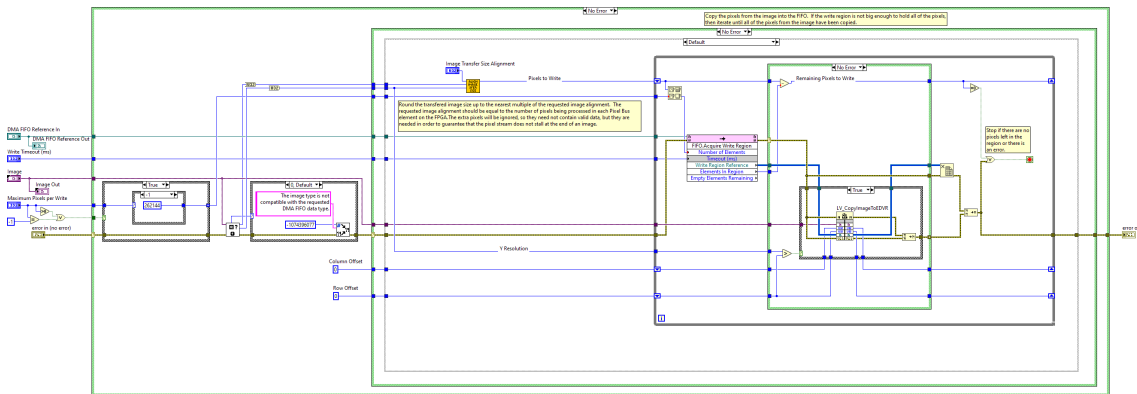 No Error
Copy the pixels from the image into the FIFO. If the write region is not big enough to hold all of the pixels,
then iterate until all of the pixels from the image have been copied.
No Error
Default
Image Transfer Size Alignment
Pixels to Write
No Error
Remaining Pixels to Write
Round the transfered image size up to the nearest multiple of the requested image alignment. The
requested image alignment should be equal to the number of pixels being processed in each Pixel Bus
element on the FPGA.The extra pixels will be ignored, so they need not contain valid data, but they are
needed in order to guarantee that the pixel stream does not stall at the end of an image.
DMA FIFO Reference In
DMA FIFO Reference Out
Write Timeout (ms)
Image
Image Out
Maximum Pixels per Write
-1
error in (no error)
True
-1
262144
0, Default
The image type is not
compatible with the requested
DMA FIFO data type.
-1074396077
FIFO.Acquire Write Region
Number of Elements
Timeout (ms)
Write Region Reference
Elements In Region
Empty Elements Remaining
Stop if there are no
pixels left in the
region or there is
an error.
True
LV_CopyImageToEDVR
Y Resolution
Column Offset
0
Row Offset
0
i
error o